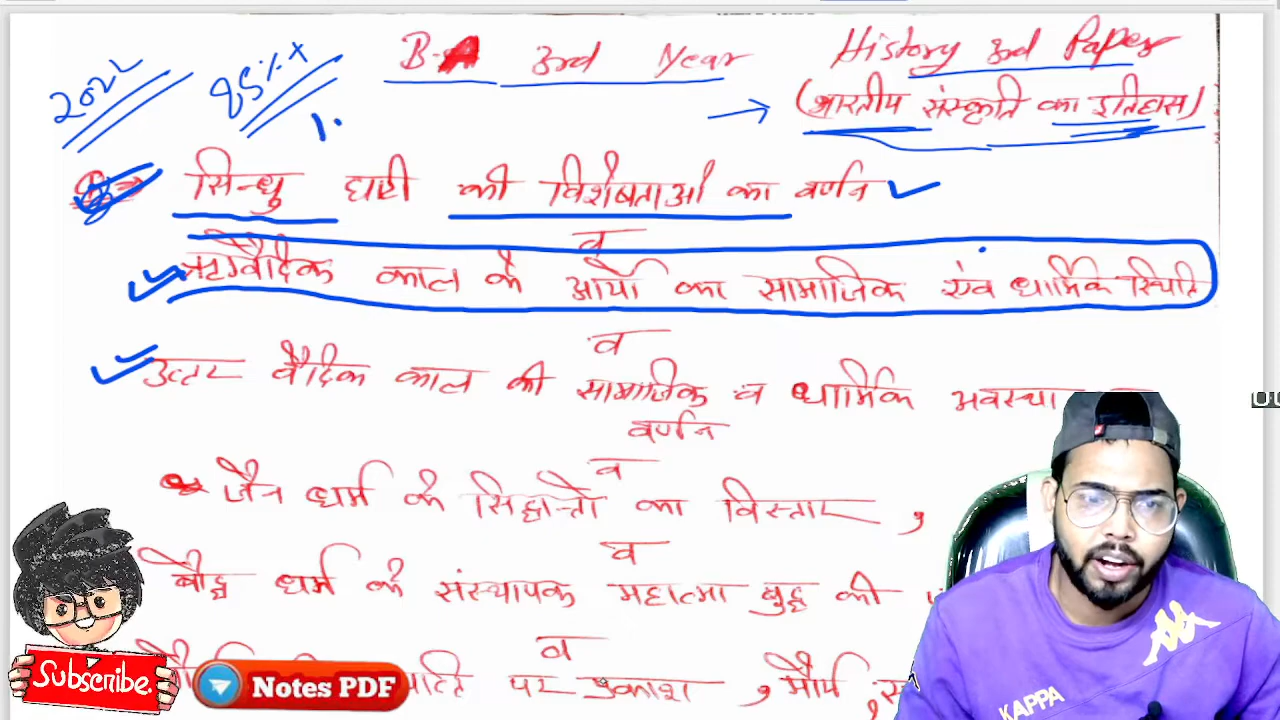 B.A 3rd Year History 3rd Paper
2022 85%+ (भारतीय संस्कृति का इतिहास)
1.
सिन्धु घाटी की विशेषताओं का वर्णन
व
ऋग्वैदिक काल के आर्यो का सामाजिक एंव धार्मिक स्थिति
व
उत्तर वैदिक काल की सामाजिक व धार्मिक अवस्था
वर्णन
व
जैन धर्म के सिद्धान्तो का विस्तार,
व
बौद्ध धर्म के संस्थापक महात्मा बुद्ध की
व
पर प्रकाश , मौर्य,
Subscribe.
Notes PDF
KAPPA